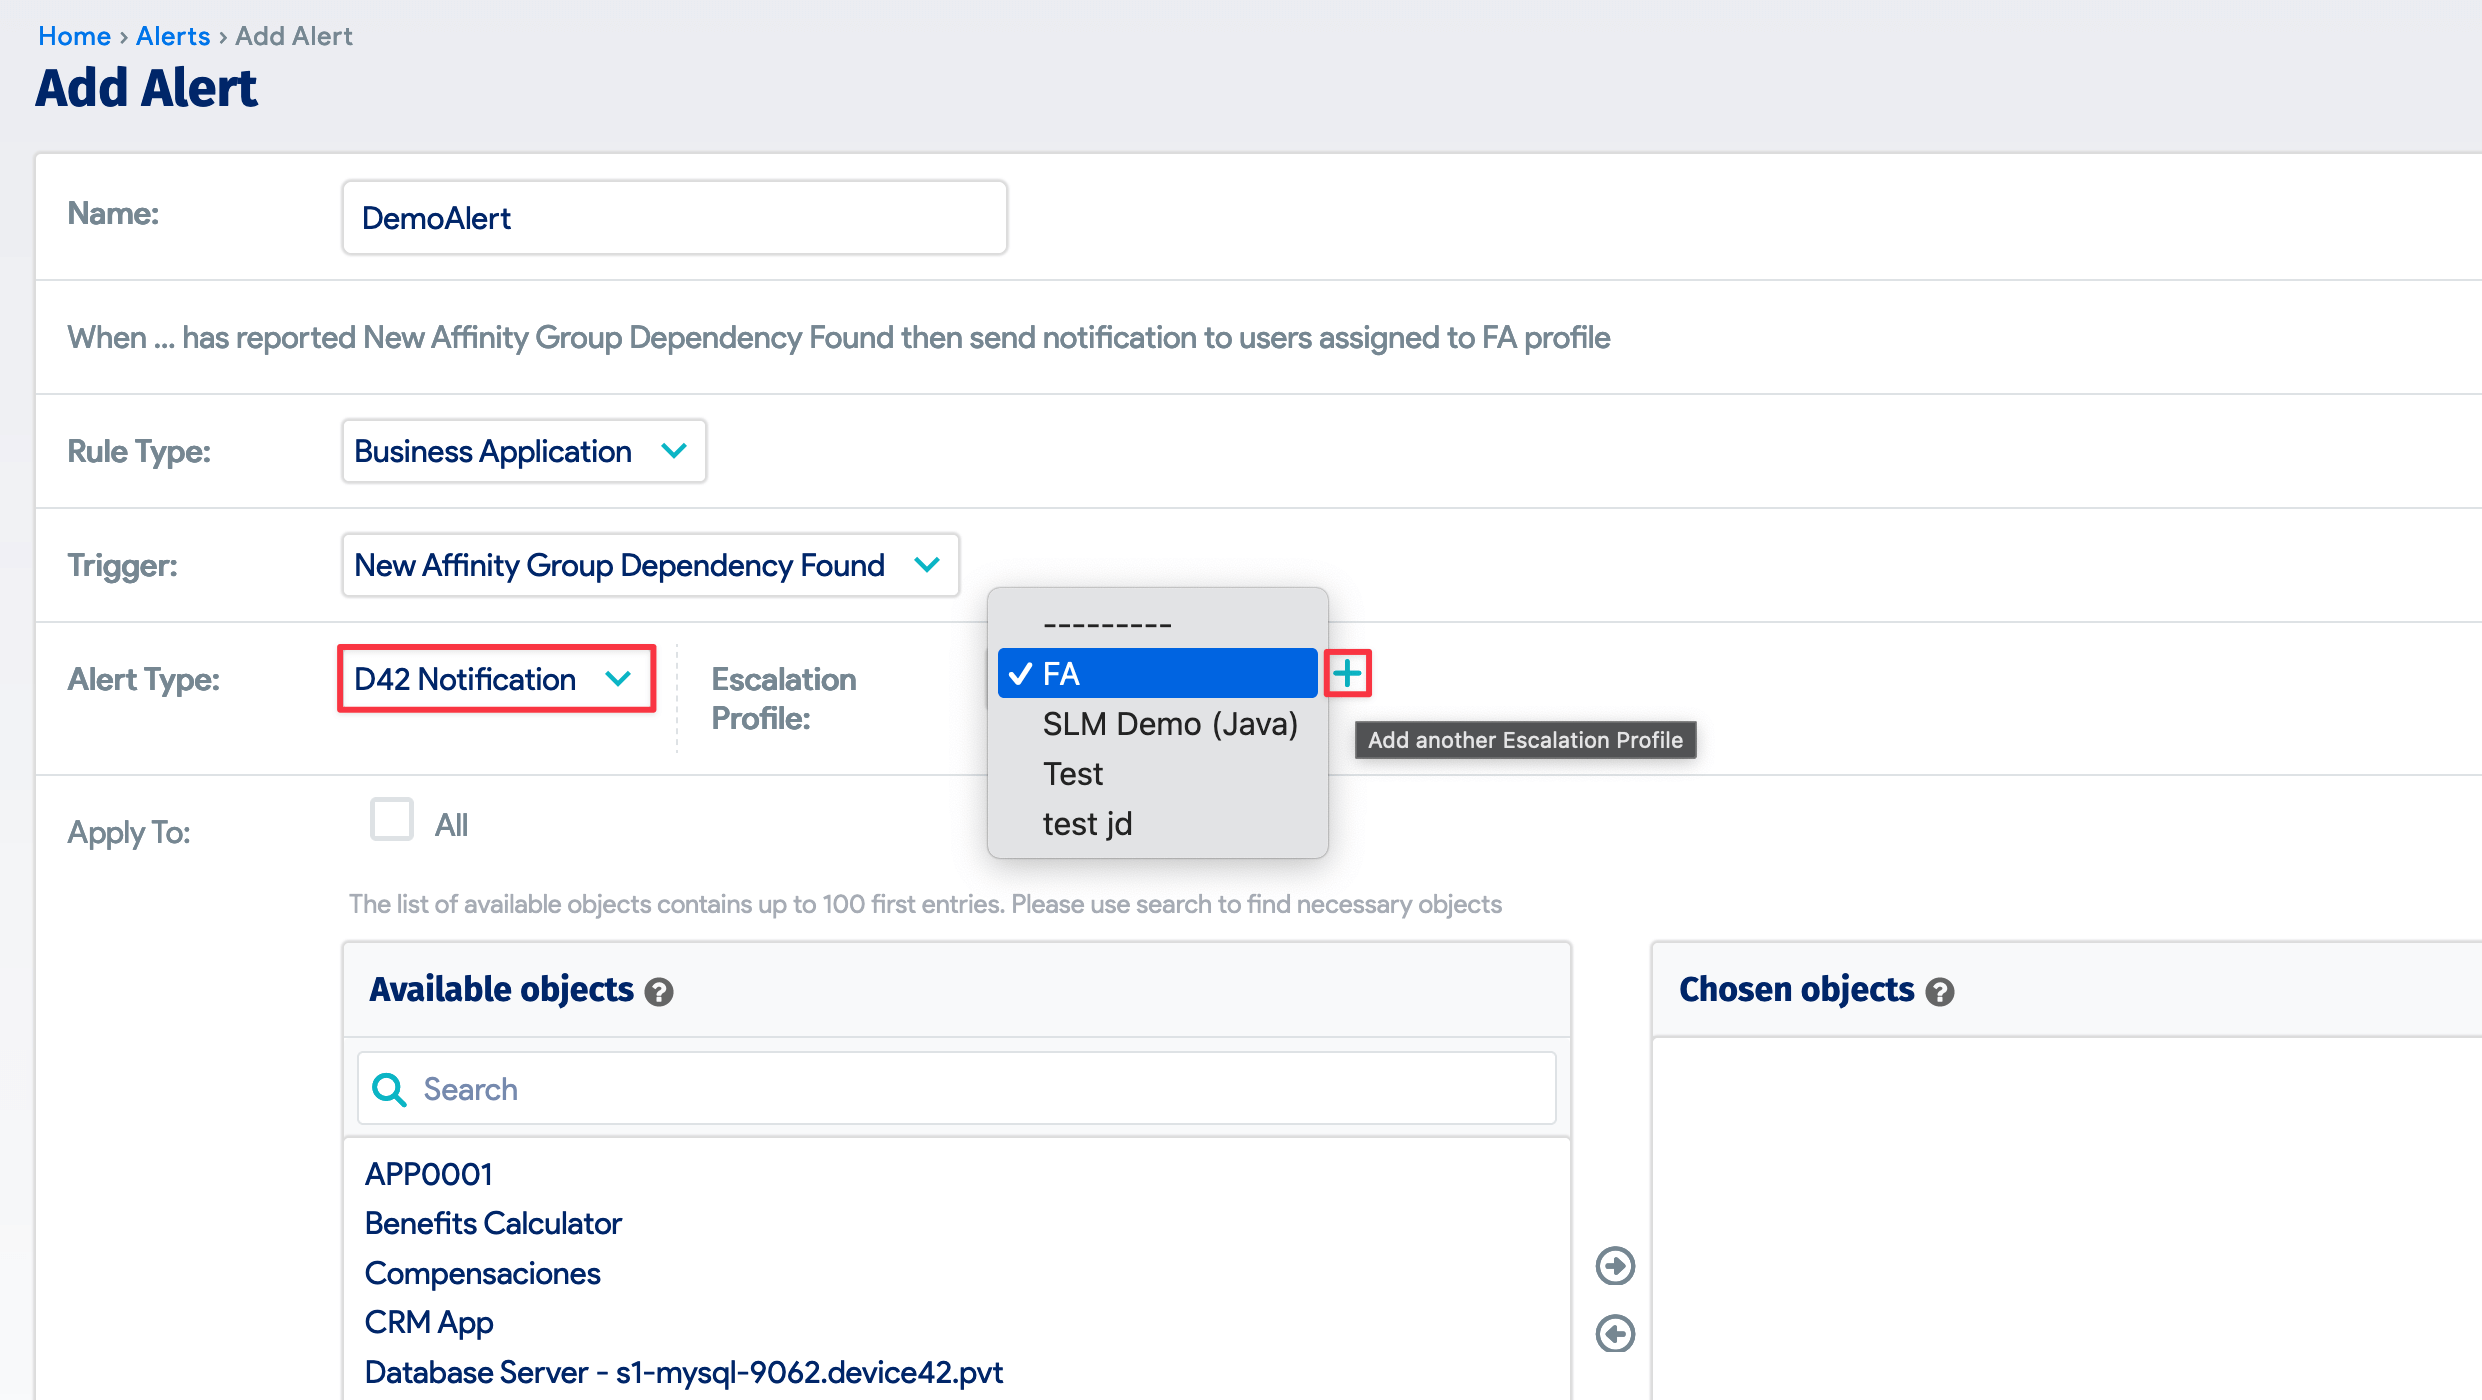 Home › Alerts › Add Alert
Add Alert
Name:
DemoAlert
When ... has reported New Affinity Group Dependency Found then send notification to users assigned to FA profile
Rule Type:
Business Application
Trigger:
New Affinity Group Dependency Found
Alert Type:
D42 Notification
Escalation
Profile:
---------
✓ FA
SLM Demo (Java)
Test
test jd
+
Add another Escalation Profile
Apply To:
All
The list of available objects contains up to 100 first entries. Please use search to find necessary objects
Available objects ?
Search
APP0001
Benefits Calculator
Compensaciones
CRM App
Database Server - s1-mysql-9062.device42.pvt
Chosen objects ?